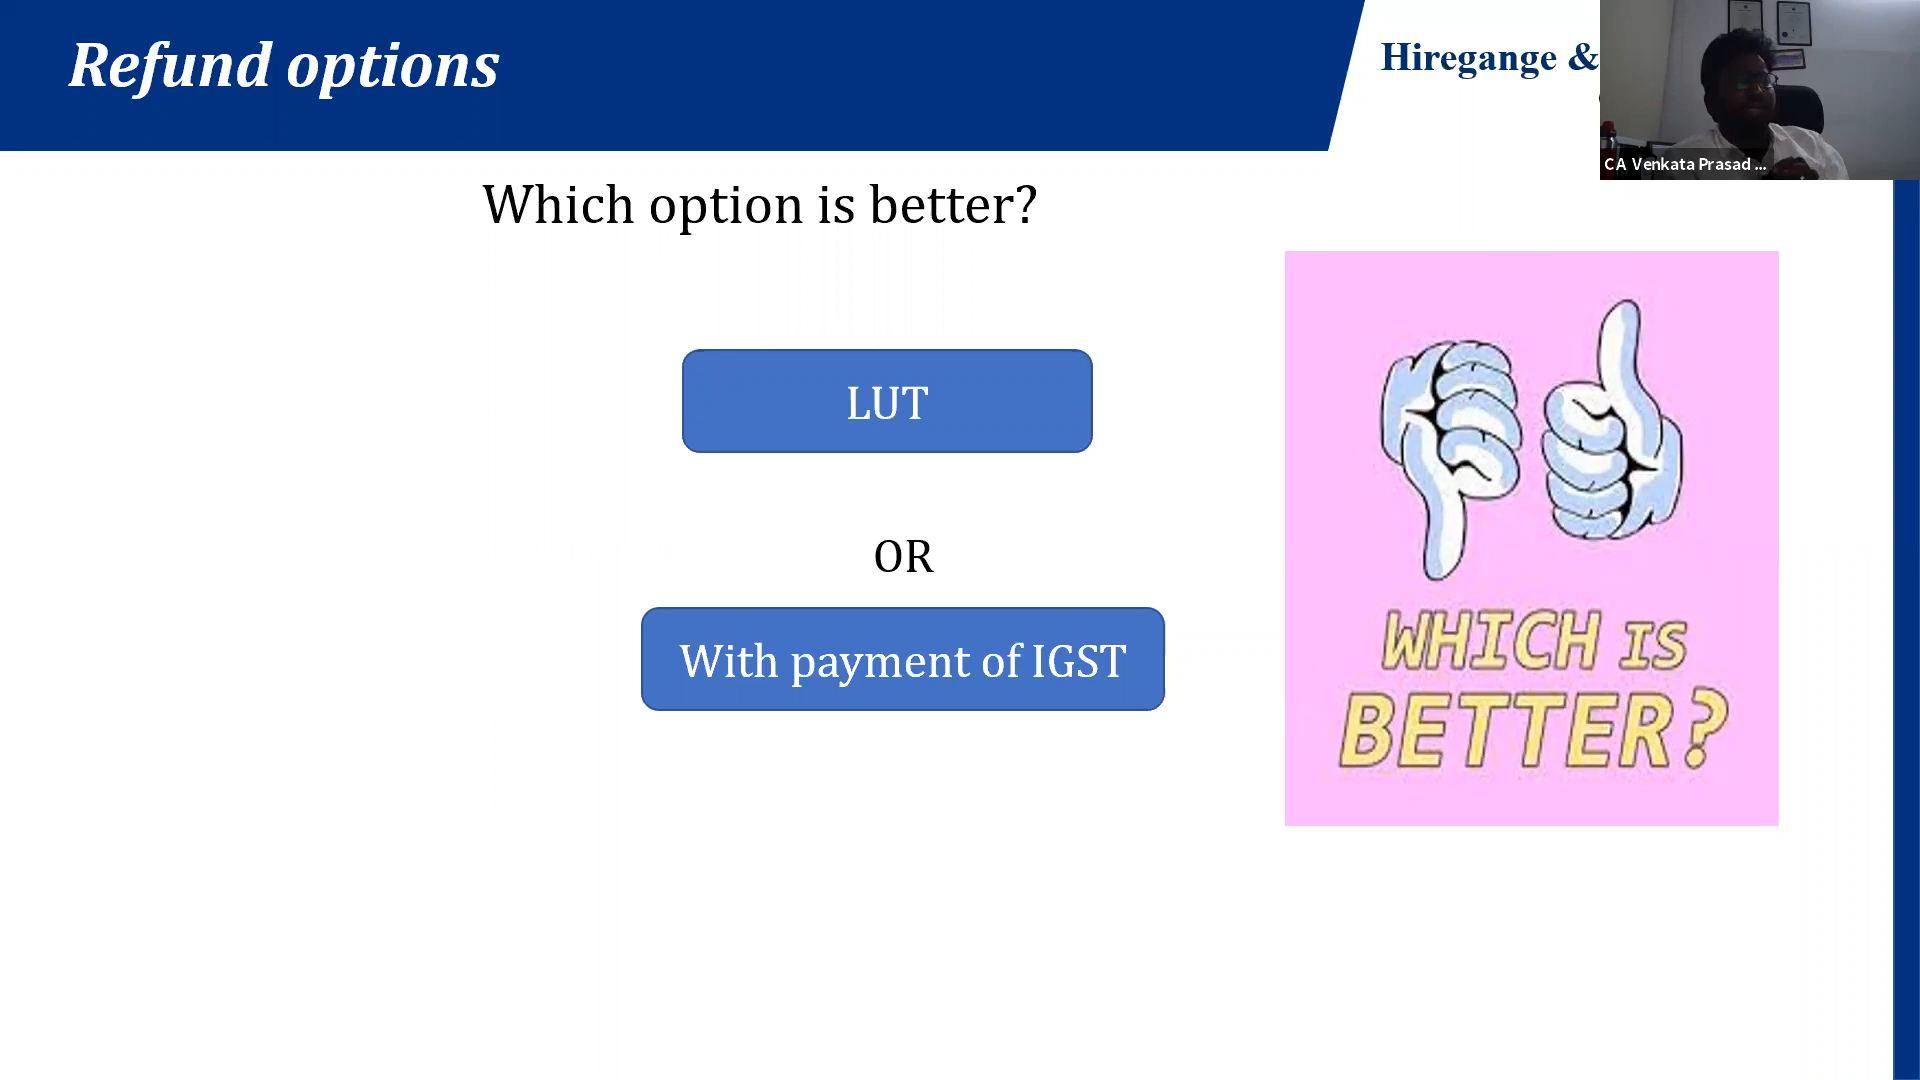 Refund options
Hiregange &
CA Venkata Prasad ...
Which option is better?
LUT
OR
With payment of IGST
WHICH IS
BETTER?